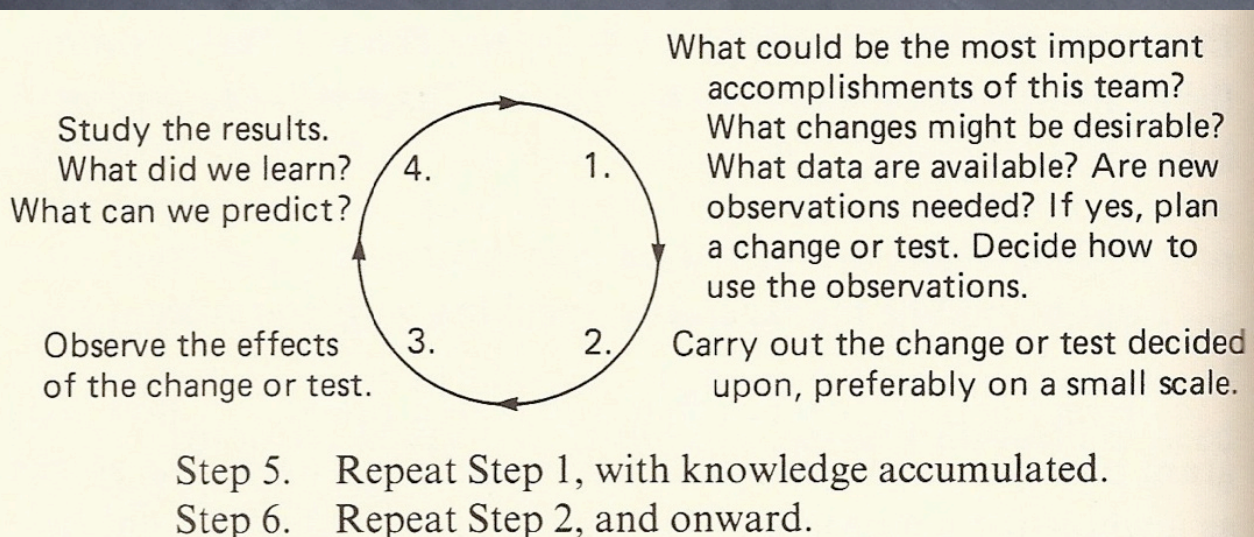 What could be the most important
accomplishments of this team?
What changes might be desirable?
What data are available? Are new
observations needed? If yes, plan
a change or test. Decide how to
use the observations.
1.
Carry out the change or test decided
upon, preferably on a small scale.
2.
Observe the effects
of the change or test.
3.
Study the results.
What did we learn?
What can we predict?
4.
Step 5. Repeat Step 1, with knowledge accumulated.
Step 6. Repeat Step 2, and onward.